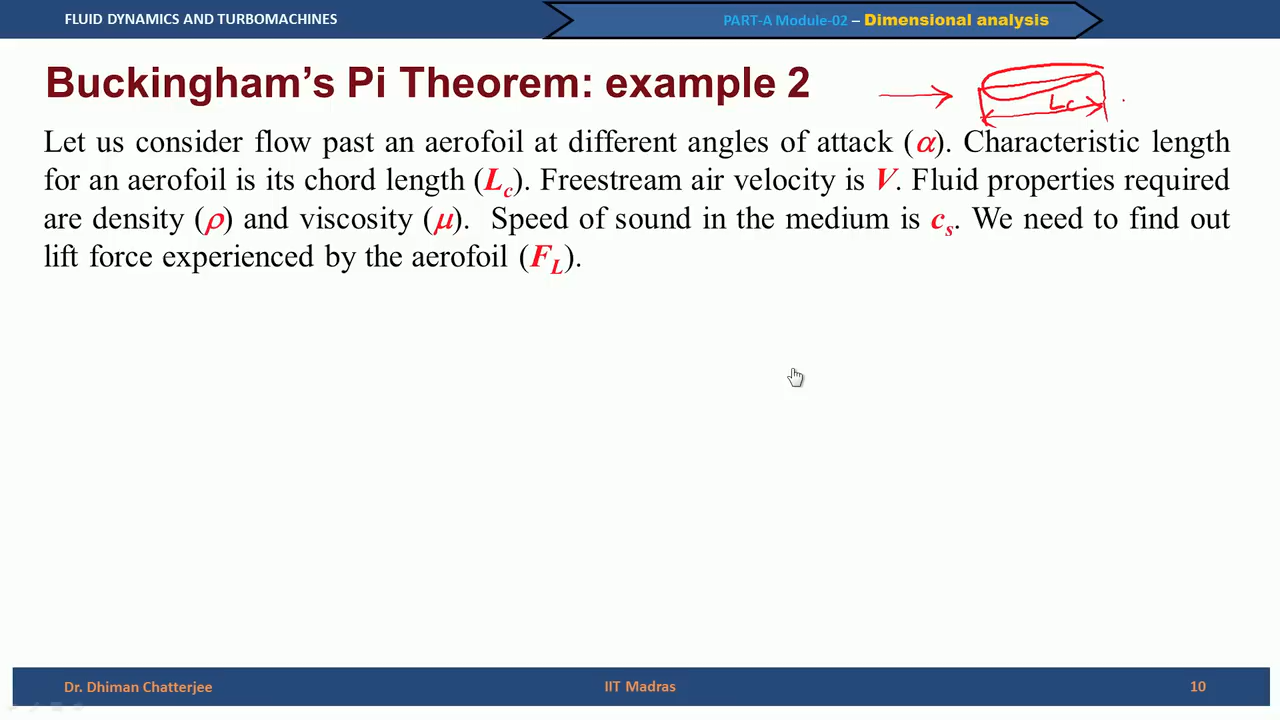 FLUID DYNAMICS AND TURBOMACHINES
PART-A Module-02 – Dimensional analysis
Buckingham’s Pi Theorem: example 2
Lc
Let us consider flow past an aerofoil at different angles of attack (α). Characteristic length
for an aerofoil is its chord length (Lc). Freestream air velocity is V. Fluid properties required
are density (ρ) and viscosity (μ). Speed of sound in the medium is cs. We need to find out
lift force experienced by the aerofoil (FL).
Dr. Dhiman Chatterjee
IIT Madras
10